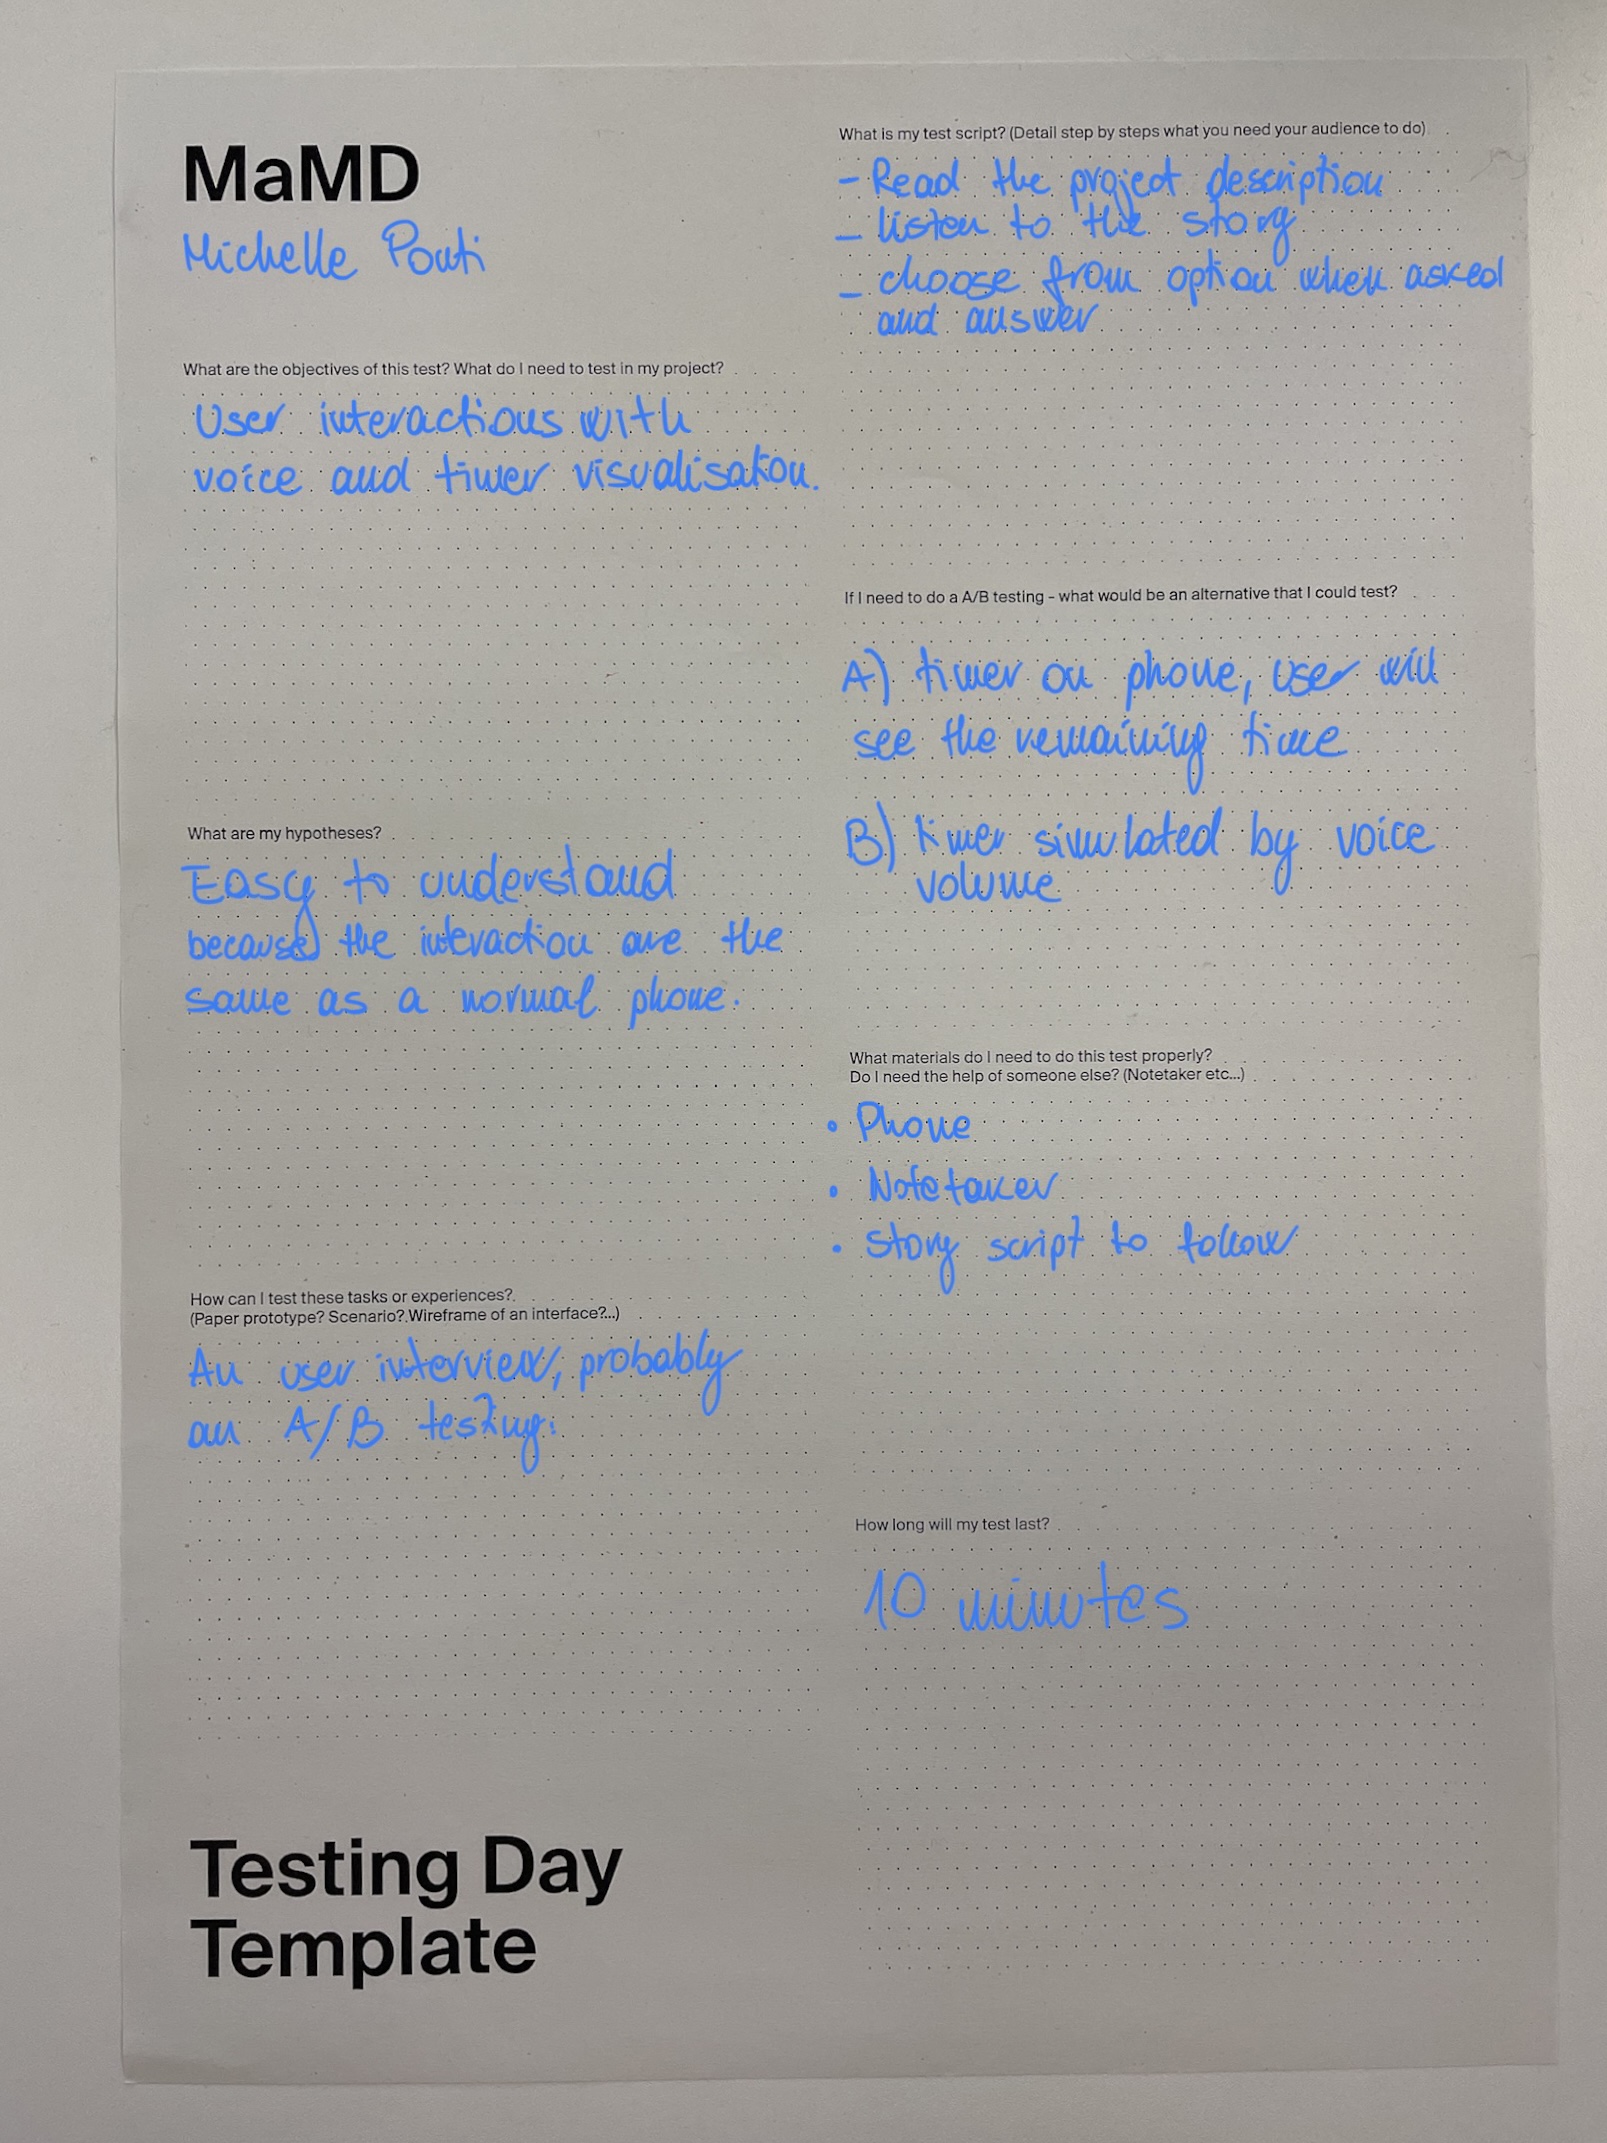 MaMD
Michelle Ponti
What are the objectives of this test? What do I need to test in my project?
User interactions with
voice and timer visualisation.
What are my hypotheses?
Easy to understand
because the interaction are the
same as a normal phone.
How can I test these tasks or experiences?
(Paper prototype? Scenario? Wireframe of an interface?...)
An user interview, probably
an A/B testing.
Testing Day
Template
What is my test script? (Detail step by steps what you need your audience to do)
- Read the project description
- listen to the story
- choose from option when asked
and answer
If I need to do a A/B testing - what would be an alternative that I could test?
A) timer on phone, user will
see the remaining time
B) timer simulated by voice
volume
What materials do I need to do this test properly?
Do I need the help of someone else? (Notetaker etc...)
• Phone
• Notetaker
• Story script to follow
How long will my test last?
10 minutes